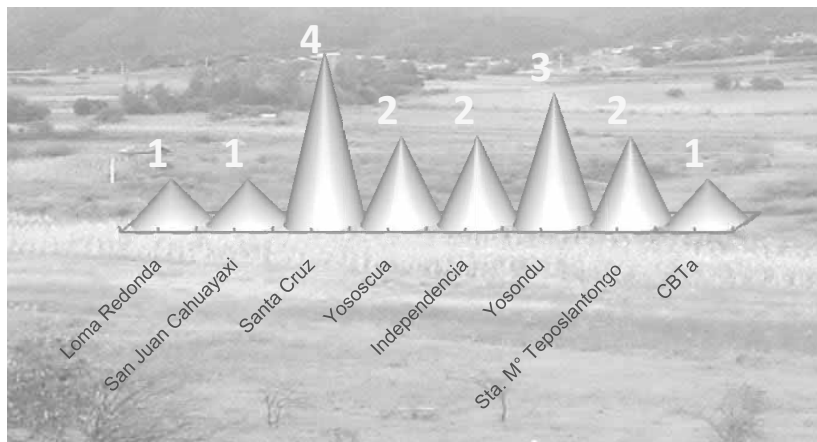 1
1
4
2
2
3
2
1
Loma Redonda
San Juan Cahuayaxi
Santa Cruz
Yososcua
Independencia
Yosondu
Sta. M° Teposlantongo
CBTa